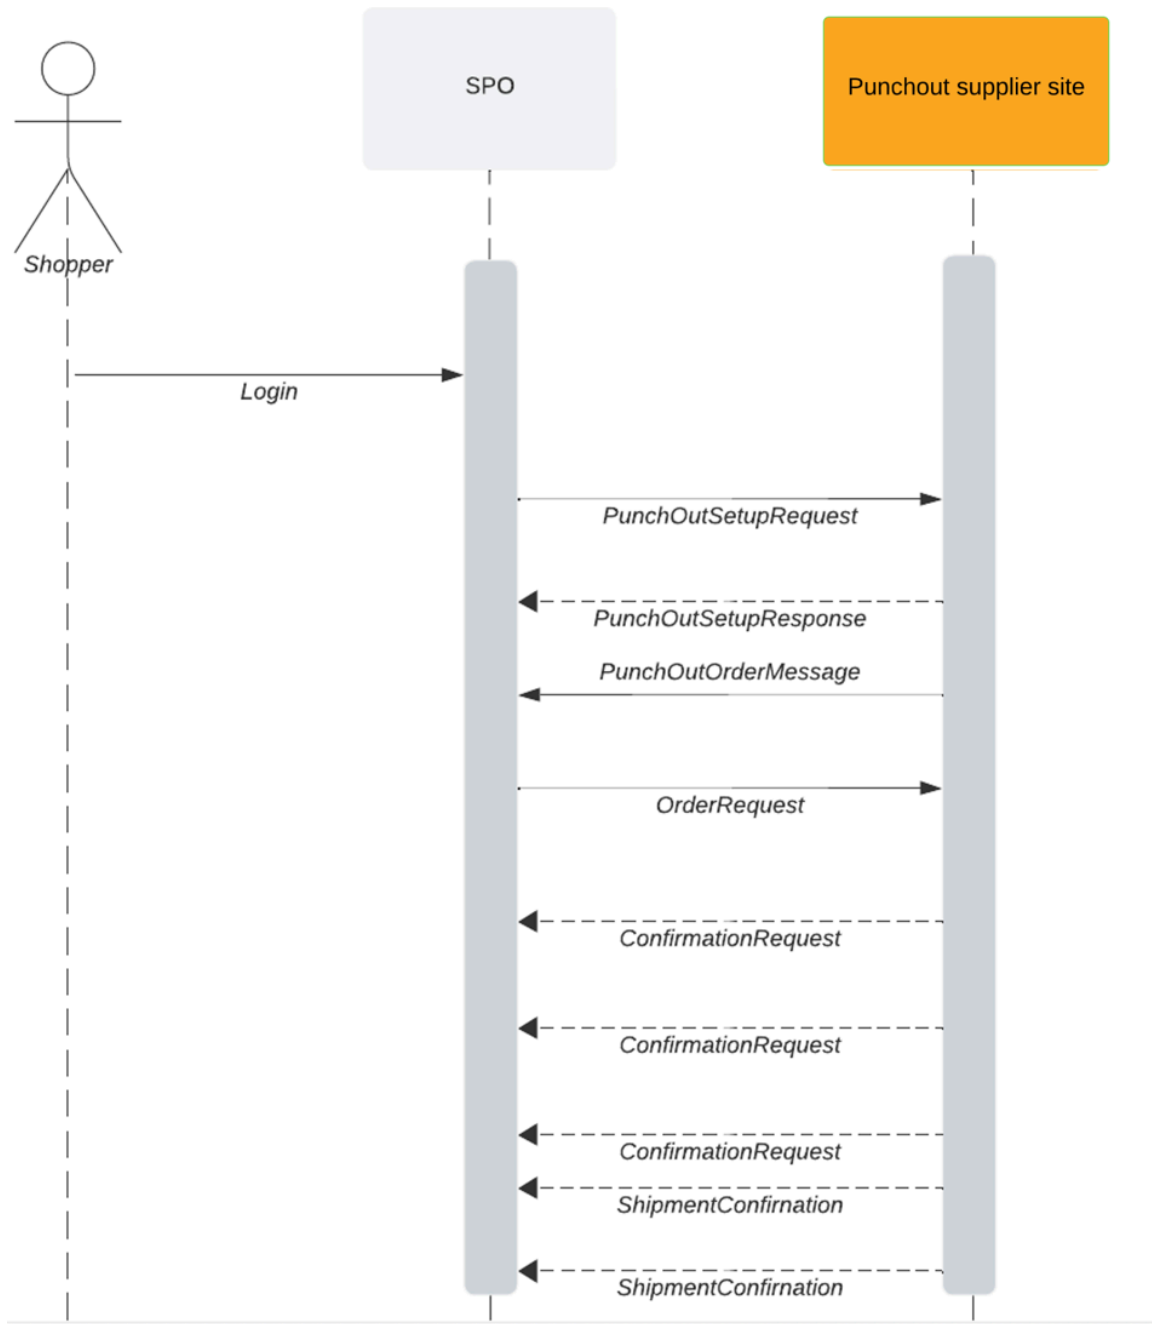 SPO
Punchout supplier site
Shopper
Login
PunchOutSetupRequest
PunchOutSetupResponse
PunchOutOrderMessage
OrderRequest
ConfirmationRequest
ConfirmationRequest
ConfirmationRequest
ShipmentConfirnation
ShipmentConfirnation